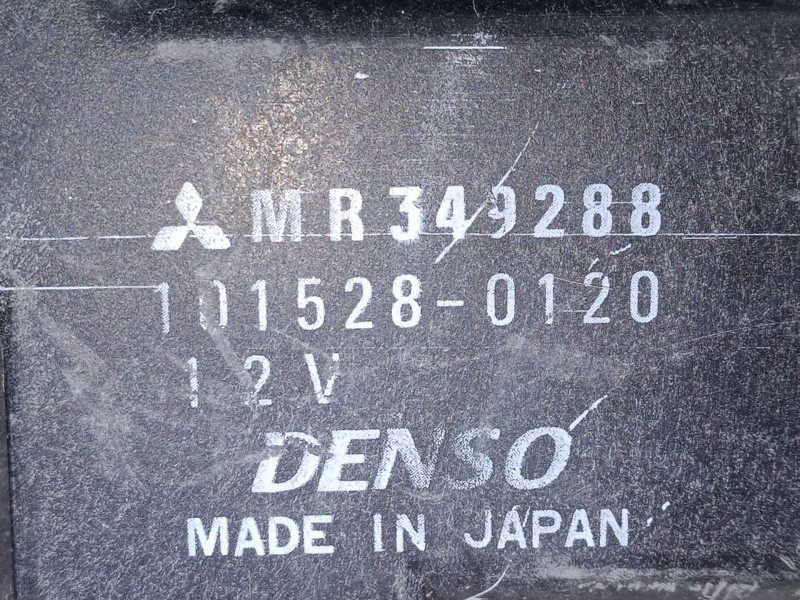 MR349288
101528-0120
12V
DENSO
MADE IN JAPAN